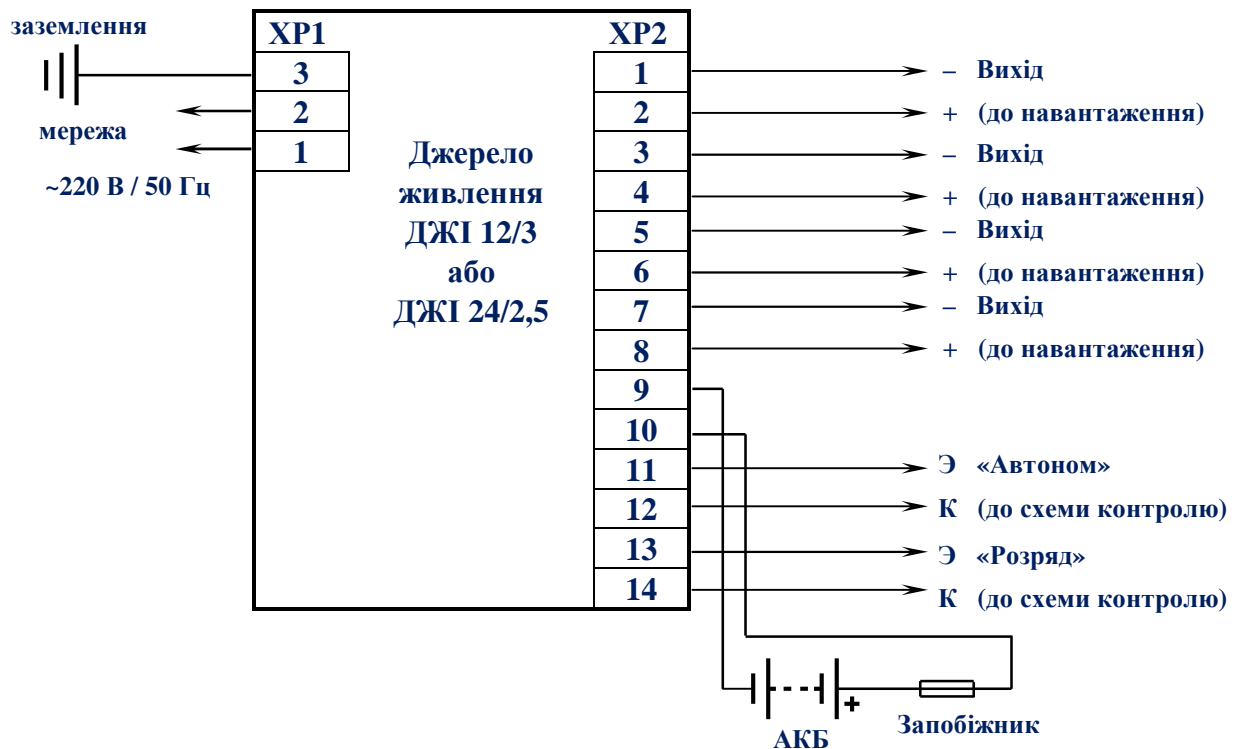 заземлення
мережа
~220 В / 50 Гц
ХР1
3
2
1
Джерело
живлення
ДЖІ 12/3
або
ДЖІ 24/2,5
ХР2
1
2
3
4
5
6
7
8
9
10
11
12
13
14
– Вихід
+ (до навантаження)
– Вихід
+ (до навантаження)
– Вихід
+ (до навантаження)
– Вихід
+ (до навантаження)
Э «Автоном»
К (до схеми контролю)
Э «Розряд»
К (до схеми контролю)
+
АКБ
Запобіжник